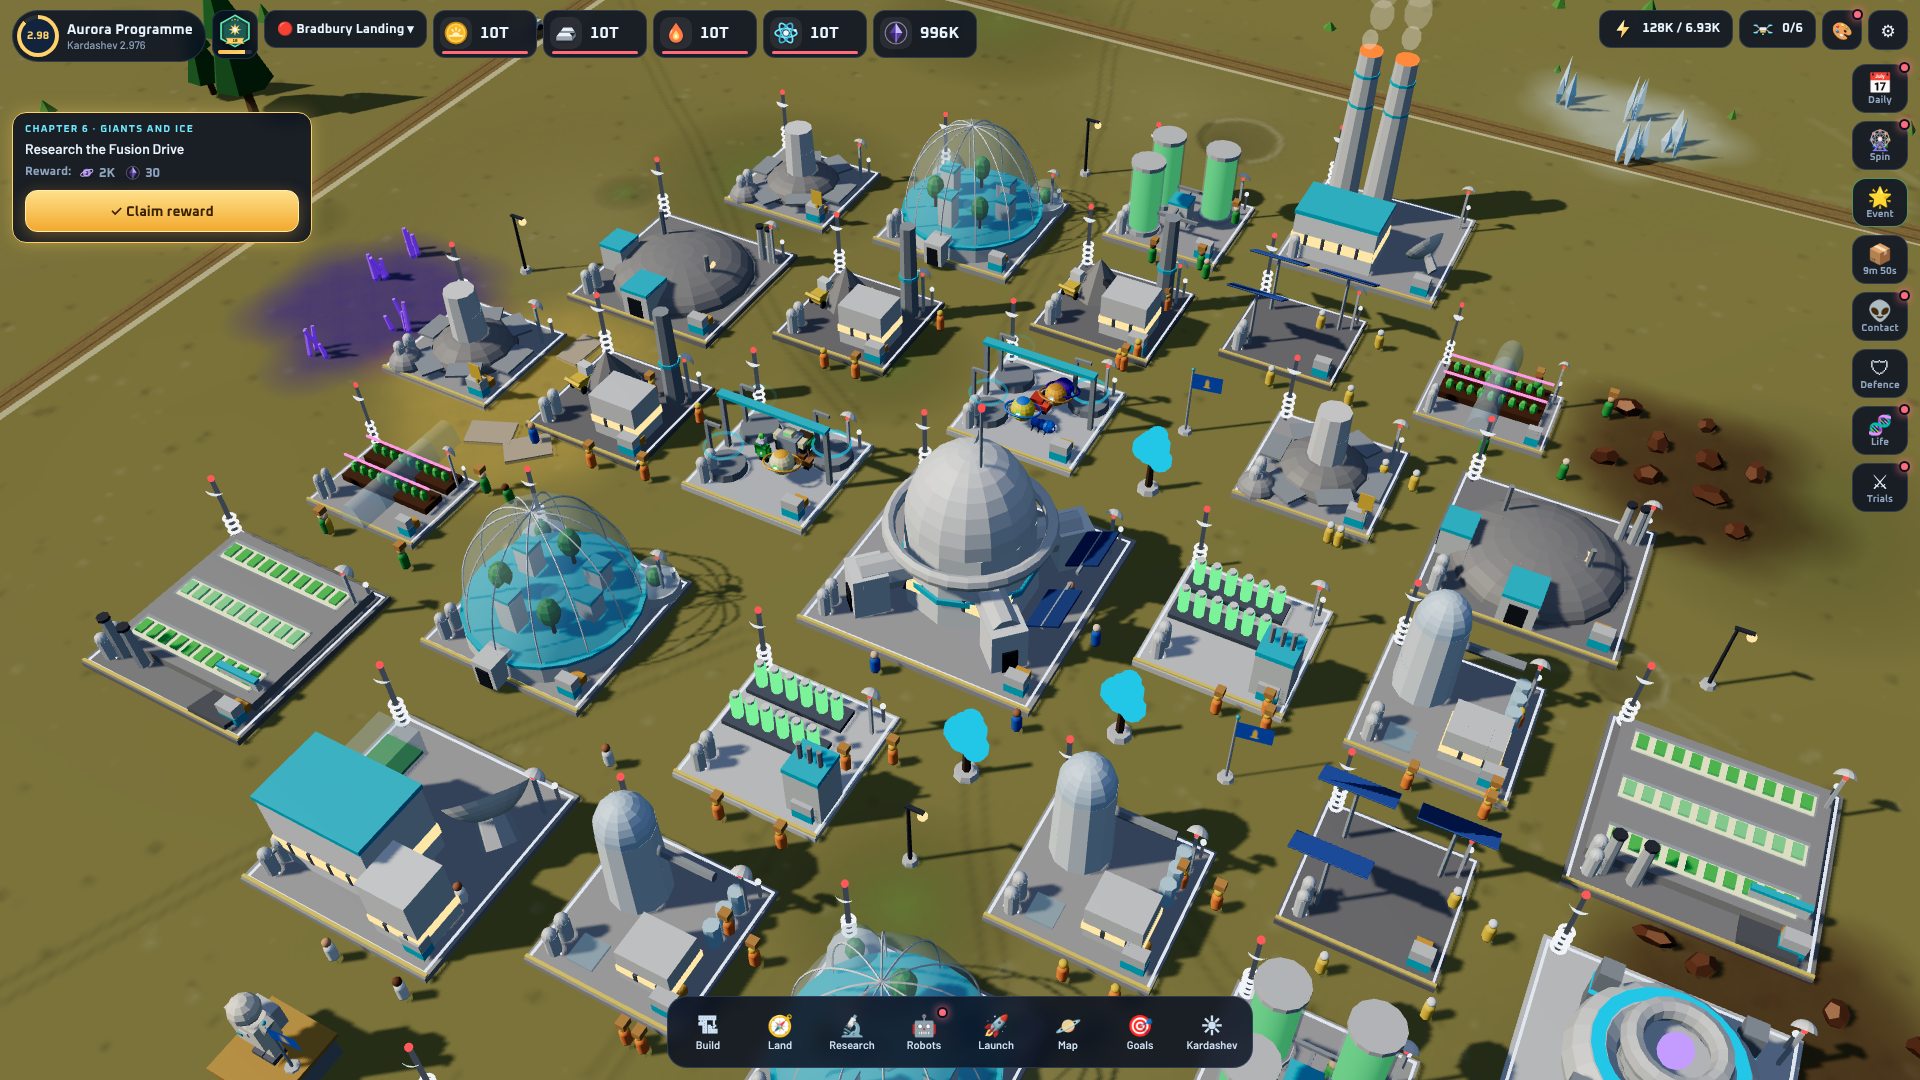 2.98
Aurora Programme
Kardashev 2.976
Bradbury Landing ▾
10T
10T
10T
10T
996K
128K / 6.93K
0/6
CHAPTER 6 · GIANTS AND ICE
Research the Fusion Drive
Reward: 2K 30
✓ Claim reward
17
Daily
Spin
Event
9m 50s
Contact
Defence
Life
Trials
Build
Land
Research
Robots
Launch
Map
Goals
Kardashev